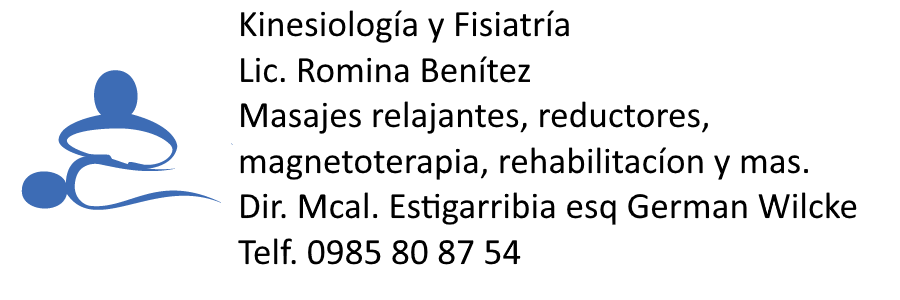 Kinesiología y Fisiatría
Lic. Romina Benítez
Masajes relajantes, reductores,
magnetoterapia, rehabilitacíon y mas.
Dir. Mcal. Estigarribia esq German Wilcke
Telf. 0985 80 87 54